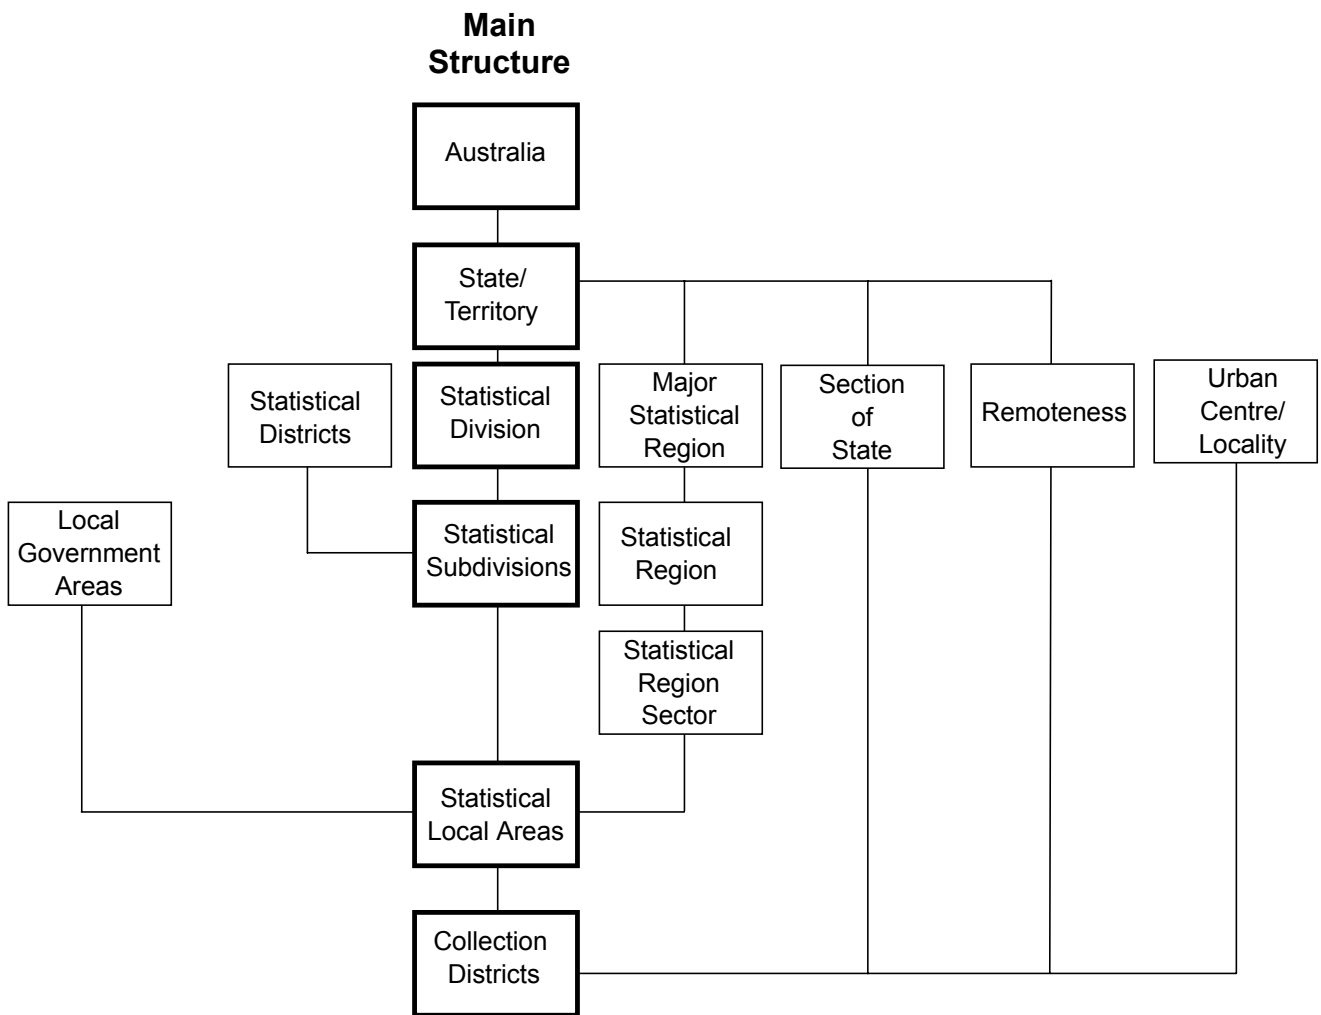 Main
Structure
Australia
State/
Territory
Statistical
Districts
Statistical
Division
Major
Statistical
Region
Section
of
State
Remoteness
Urban
Centre/
Locality
Local
Government
Areas
Statistical
Subdivisions
Statistical
Region
Statistical
Region
Sector
Statistical
Local Areas
Collection
Districts